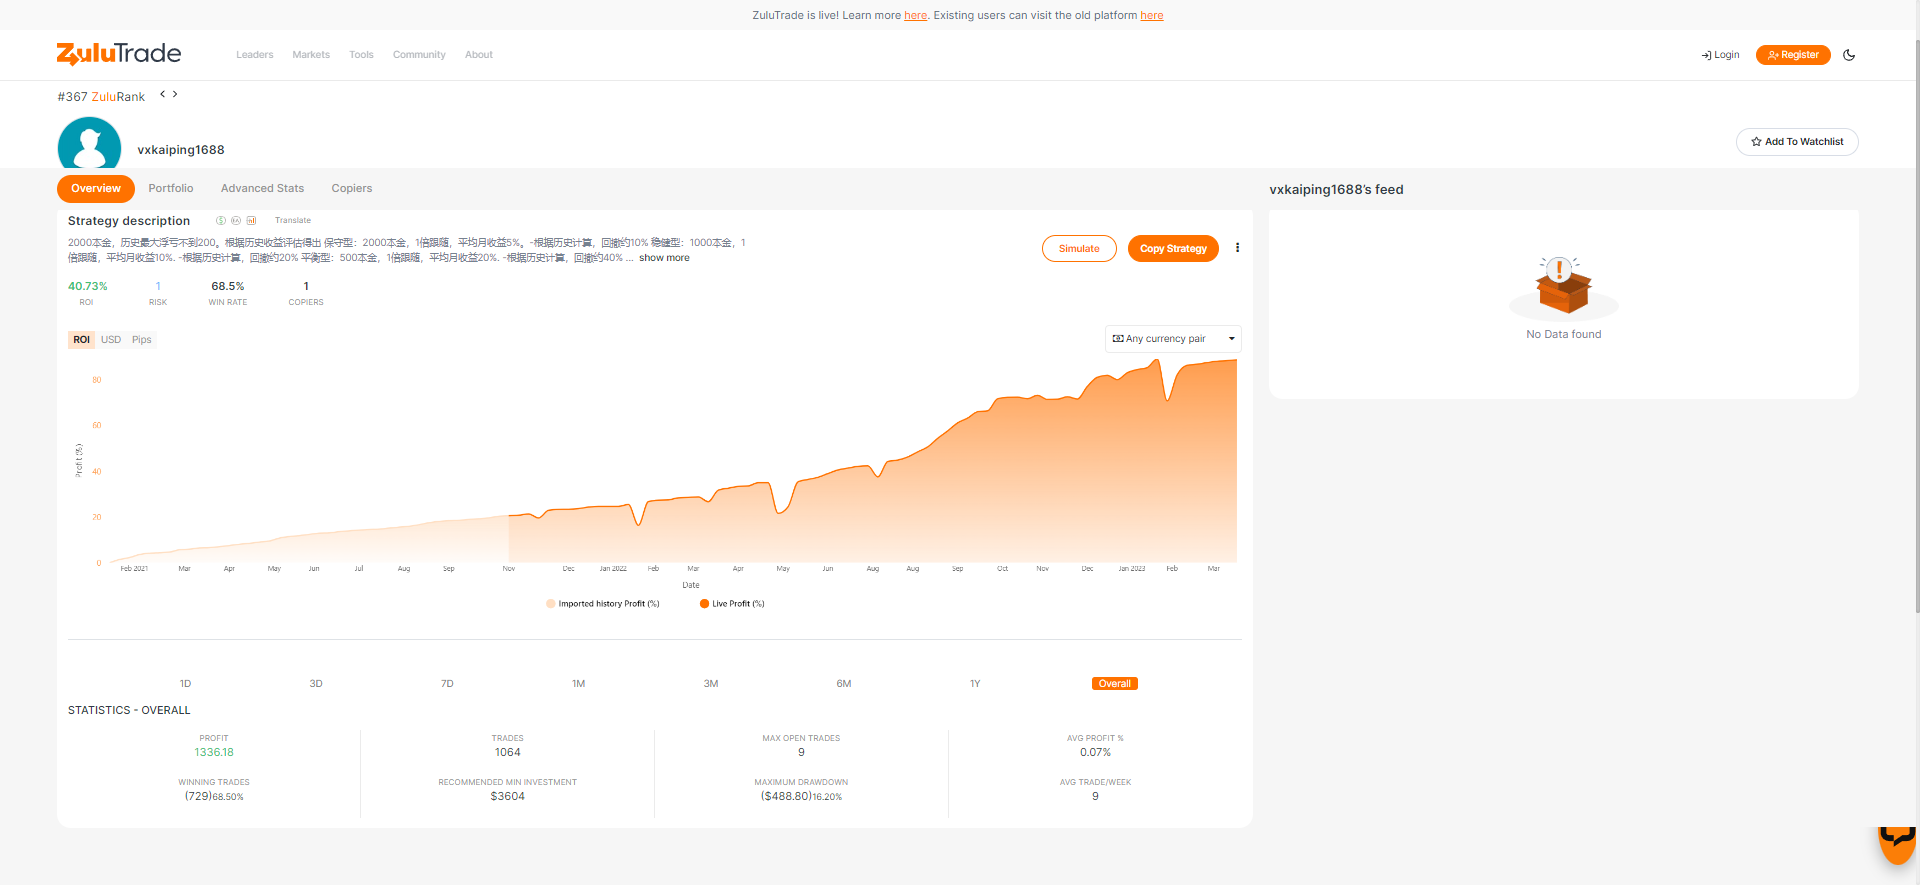 ZuluTrade is live! Learn more here. Existing users can visit the old platform here
ZuluTrade
Leaders Markets Tools Community About
Login Register
#367 ZuluRank < >
vxkaiping1688
Add To Watchlist
Overview Portfolio Advanced Stats Copiers
vxkaiping1688's feed
Strategy description Translate
2000本金，历史最大浮亏不到200。根据历史收益评估得出 保守型：2000本金，1倍跟随，平均月收益5%。-根据历史计算，回撤约10% 稳健型：1000本金，1
倍跟随，平均月收益10%. -根据历史计算，回撤约20% 平衡型：500本金，1倍跟随，平均月收益20%. -根据历史计算，回撤约40% ... show more
Simulate Copy Strategy
40.73% 1 68.5% 1
ROI RISK WIN RATE COPIERS
No Data found
ROI USD Pips
Any currency pair
80
60
40
20
0
Profit (%)
Feb 2021 Mar Apr May Jun Jul Aug Sep Nov Dec Jan 2022 Feb Mar Apr May Jun Aug Aug Sep Oct Nov Dec Jan 2023 Feb Mar
Date
Imported history Profit (%) Live Profit (%)
1D 3D 7D 1M 3M 6M 1Y Overall
STATISTICS - OVERALL
PROFIT TRADES MAX OPEN TRADES AVG PROFIT %
1336.18 1064 9 0.07%
WINNING TRADES RECOMMENDED MIN INVESTMENT MAXIMUM DRAWDOWN AVG TRADE/WEEK
(729)68.50% $3604 ($488.80)16.20% 9